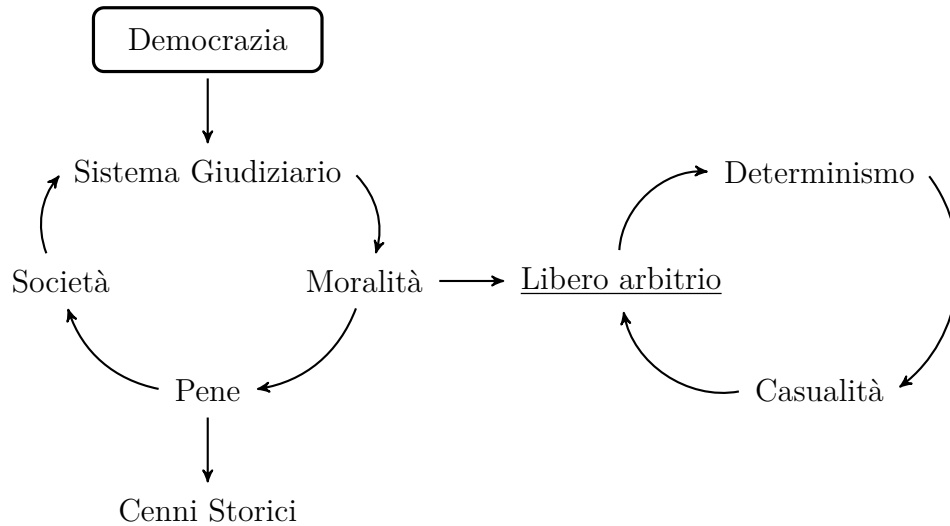 Democrazia
Sistema Giudiziario
Determinismo
Società
Moralità
Libero arbitrio
Pene
Casualità
Cenni Storici